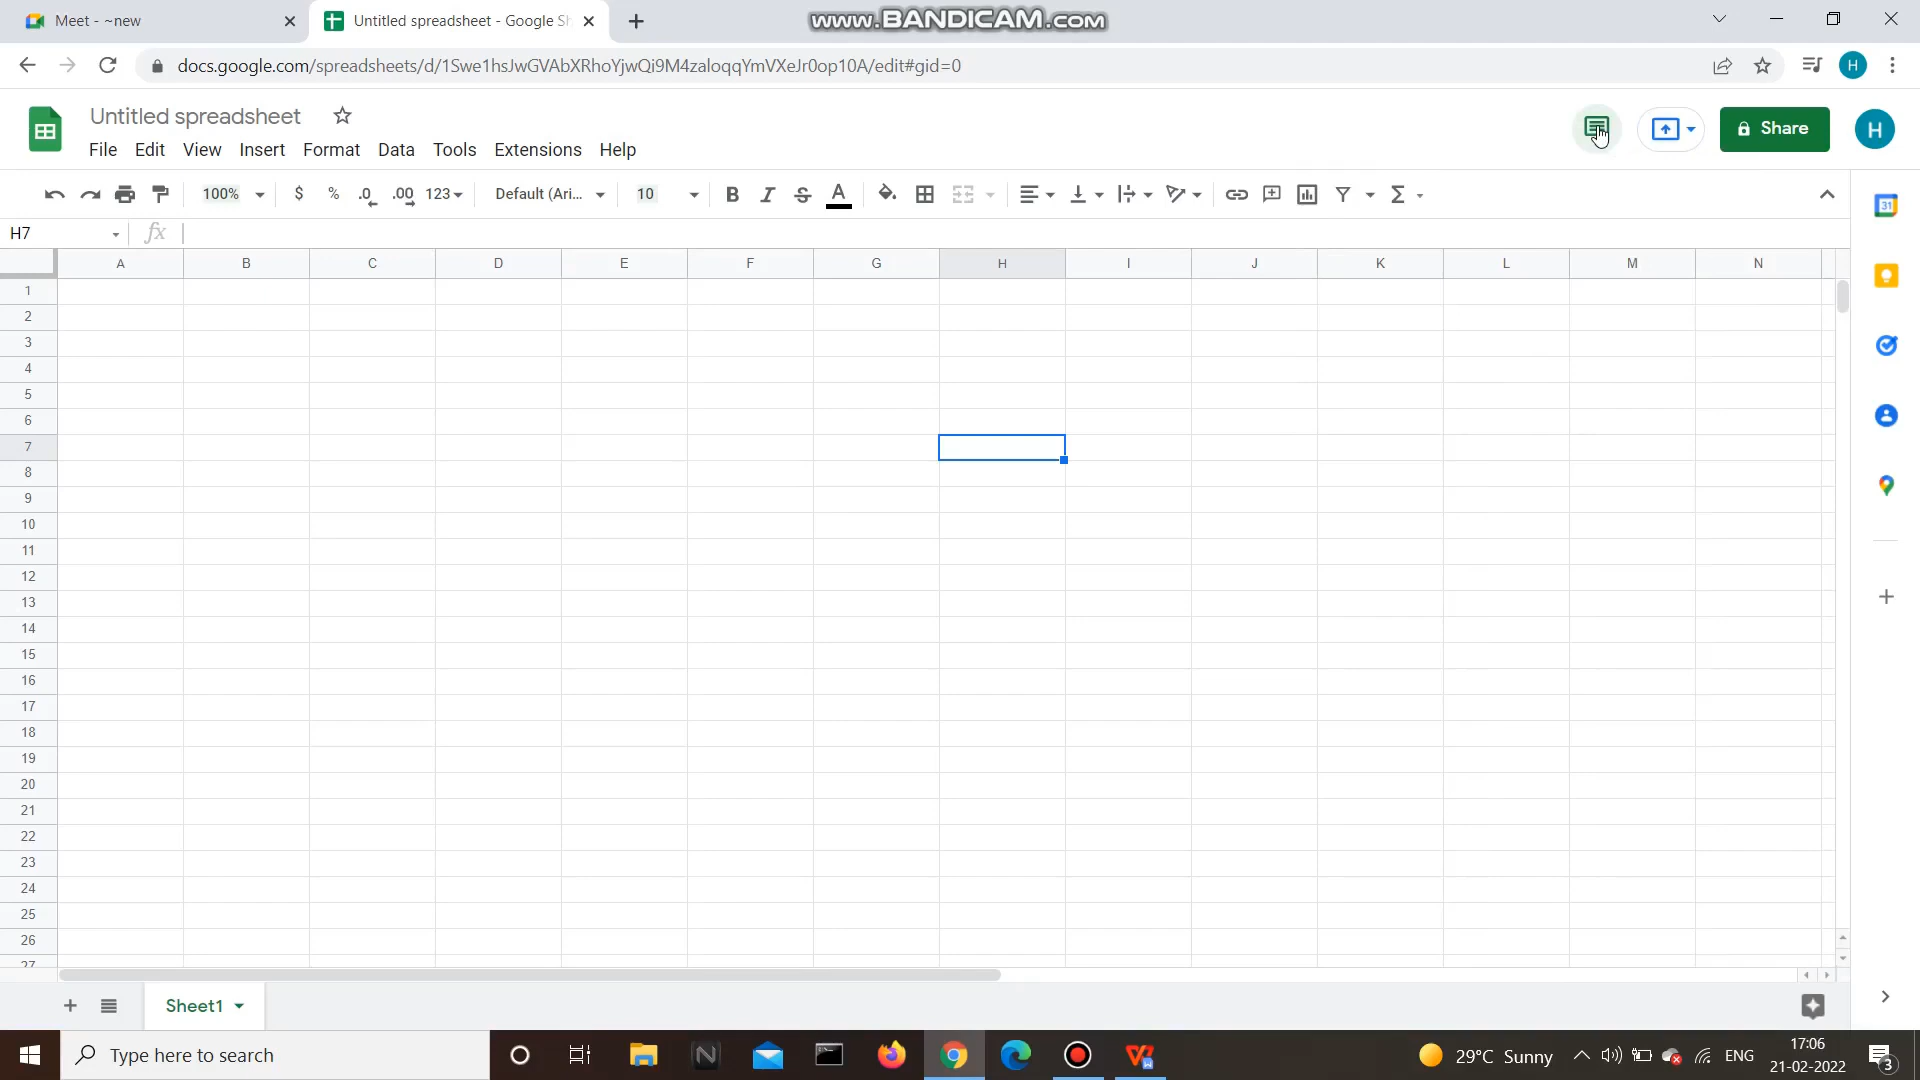 Meet - ~new
Untitled spreadsheet - Google Sh
www.BANDICAM.com
docs.google.com/spreadsheets/d/1Swe1hsJwGVAbXRhoYjwQi9M4zaloqqYmVXeJr0op10A/edit#gid=0
H
Untitled spreadsheet
Share
H
File Edit View Insert Format Data Tools Extensions Help
100% $ % .0 .00 123 Default (Ari... 10 B I S A Σ
31
H7 fx
A B C D E F G H I J K L M N
1
2
3
4
5
6
7
8
9
10
11
12
13
14
15
16
17
18
19
20
21
22
23
24
25
26
27
Sheet1
Type here to search
29°C Sunny
ENG
17:06
21-02-2022
3